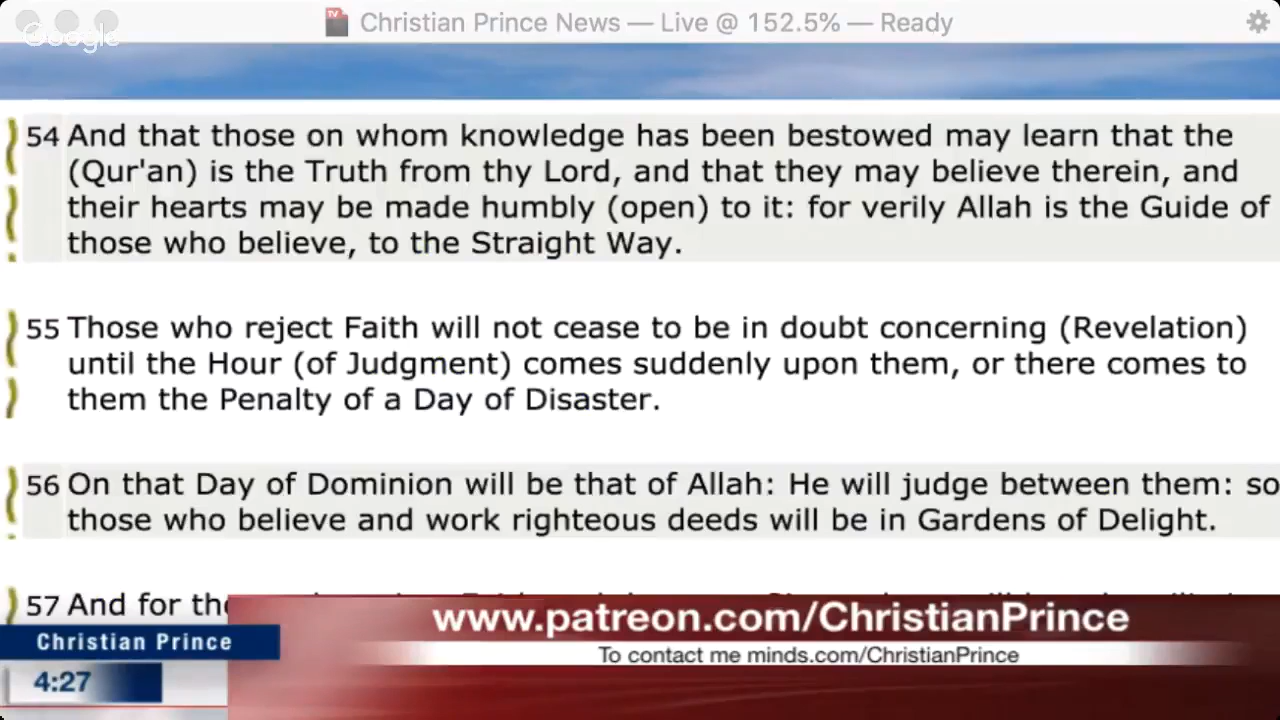 Christian Prince News — Live @ 152.5% — Ready
Google
54 And that those on whom knowledge has been bestowed may learn that the
(Qur'an) is the Truth from thy Lord, and that they may believe therein, and
their hearts may be made humbly (open) to it: for verily Allah is the Guide of
those who believe, to the Straight Way.
55 Those who reject Faith will not cease to be in doubt concerning (Revelation)
until the Hour (of Judgment) comes suddenly upon them, or there comes to
them the Penalty of a Day of Disaster.
56 On that Day of Dominion will be that of Allah: He will judge between them: so
those who believe and work righteous deeds will be in Gardens of Delight.
57 And for
www.patreon.com/ChristianPrince
Christian Prince
To contact me minds.com/ChristianPrince
4:27